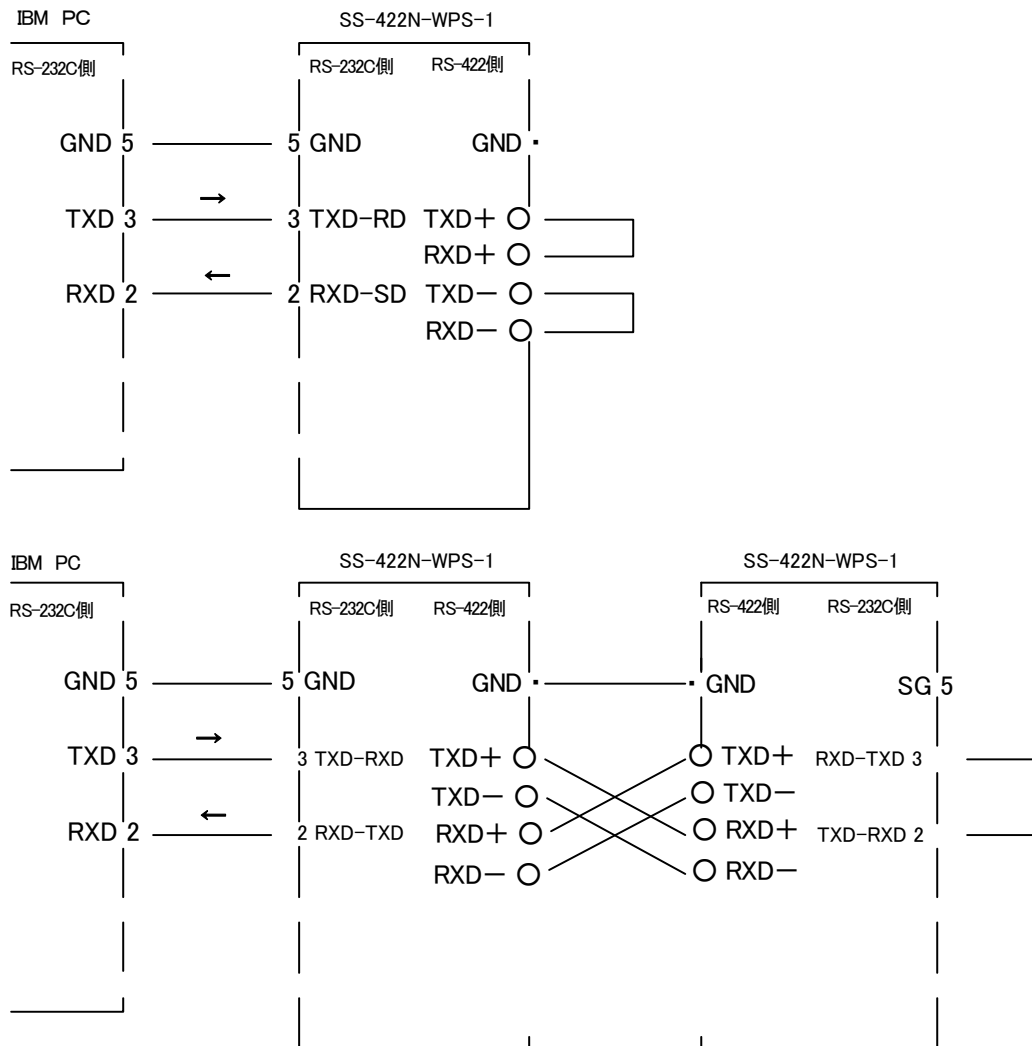 IBM PC
SS-422N-WPS-1
RS-232C側
RS-232C側 RS-422側
GND 5
5 GND
GND
TXD 3
→
3 TXD-RD
TXD+
RXD+
RXD 2
←
2 RXD-SD
TXD-
RXD-
IBM PC
SS-422N-WPS-1
SS-422N-WPS-1
RS-232C側
RS-232C側 RS-422側
RS-422側 RS-232C側
GND 5
5 GND
GND
GND
SG 5
TXD 3
→
3 TXD-RXD
TXD+
TXD+
RXD-TXD 3
TXD-
TXD-
RXD 2
←
2 RXD-TXD
RXD+
RXD+
TXD-RXD 2
RXD-
RXD-